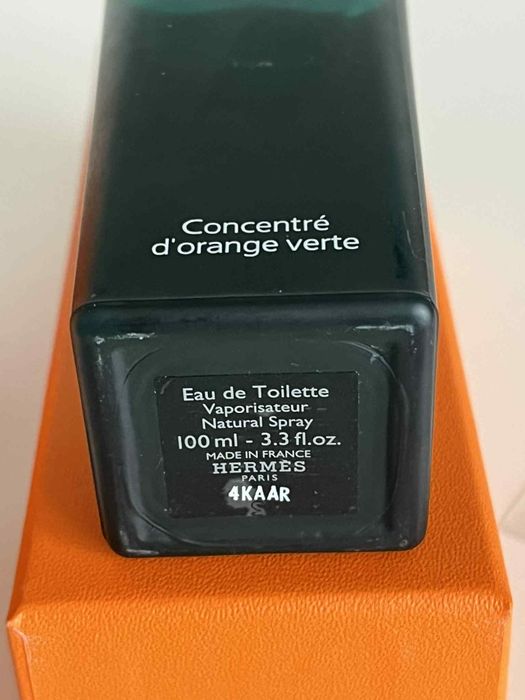 Concentré
d'orange verte
Eau de Toilette
Vaporisateur
Natural Spray
100 ml - 3.3 fl.oz.
MADE IN FRANCE
HERMÈS
PARIS
4KAAR